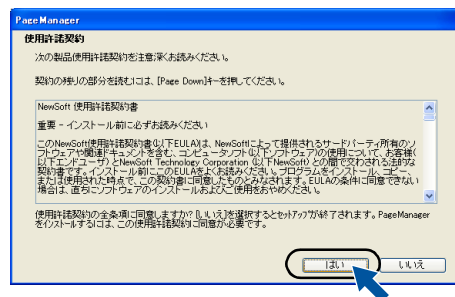 PageManager
使用許諾契約
次の製品使用許諾契約を注意深くお読みください。
契約の残りの部分を読むには、[Page Down]キーを押してください。
NewSoft 使用許諾契約書
重要 - インストール前に必ずお読みください
このNewSoft使用許諾契約書(以下EULA)は、NewSoftによって提供されるサードパーティ所有のソ
フトウェアや関連ドキュメントを含む、コンピュータソフト(以下ソフトウェア)の使用について、お客様(
以下エンドユーザ)とNewSoft Technology Corporation (以下NewSoft)との間で交わされる法的な
契約書です。インストール前にこのEULAをよくお読みください。プログラムをインストール、コピー、
または使用された時点で、この契約書に同意したものとみなされます。EULAの条件に同意できない
場合は、直ちにソフトウェアのインストールおよびご使用をおやめください。
使用許諾契約の全条項に同意しますか? [いいえ]を選択するとセットアップが終了されます。PageManager
をインストールするには、この使用許諾契約に同意が必要です。
はい
いいえ